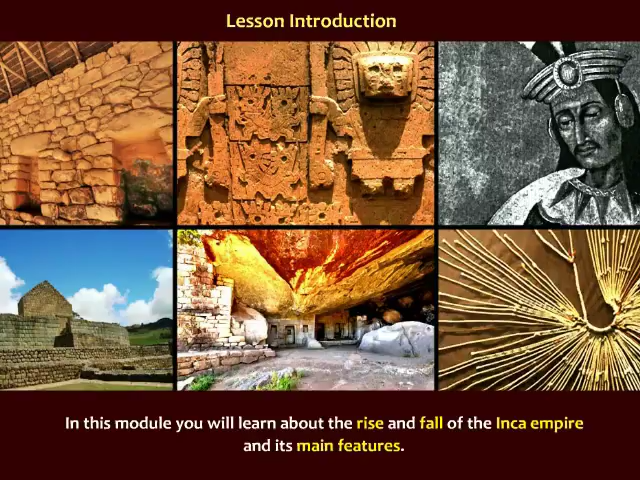 Lesson Introduction
In this module you will learn about the rise and fall of the Inca empire
and its main features.